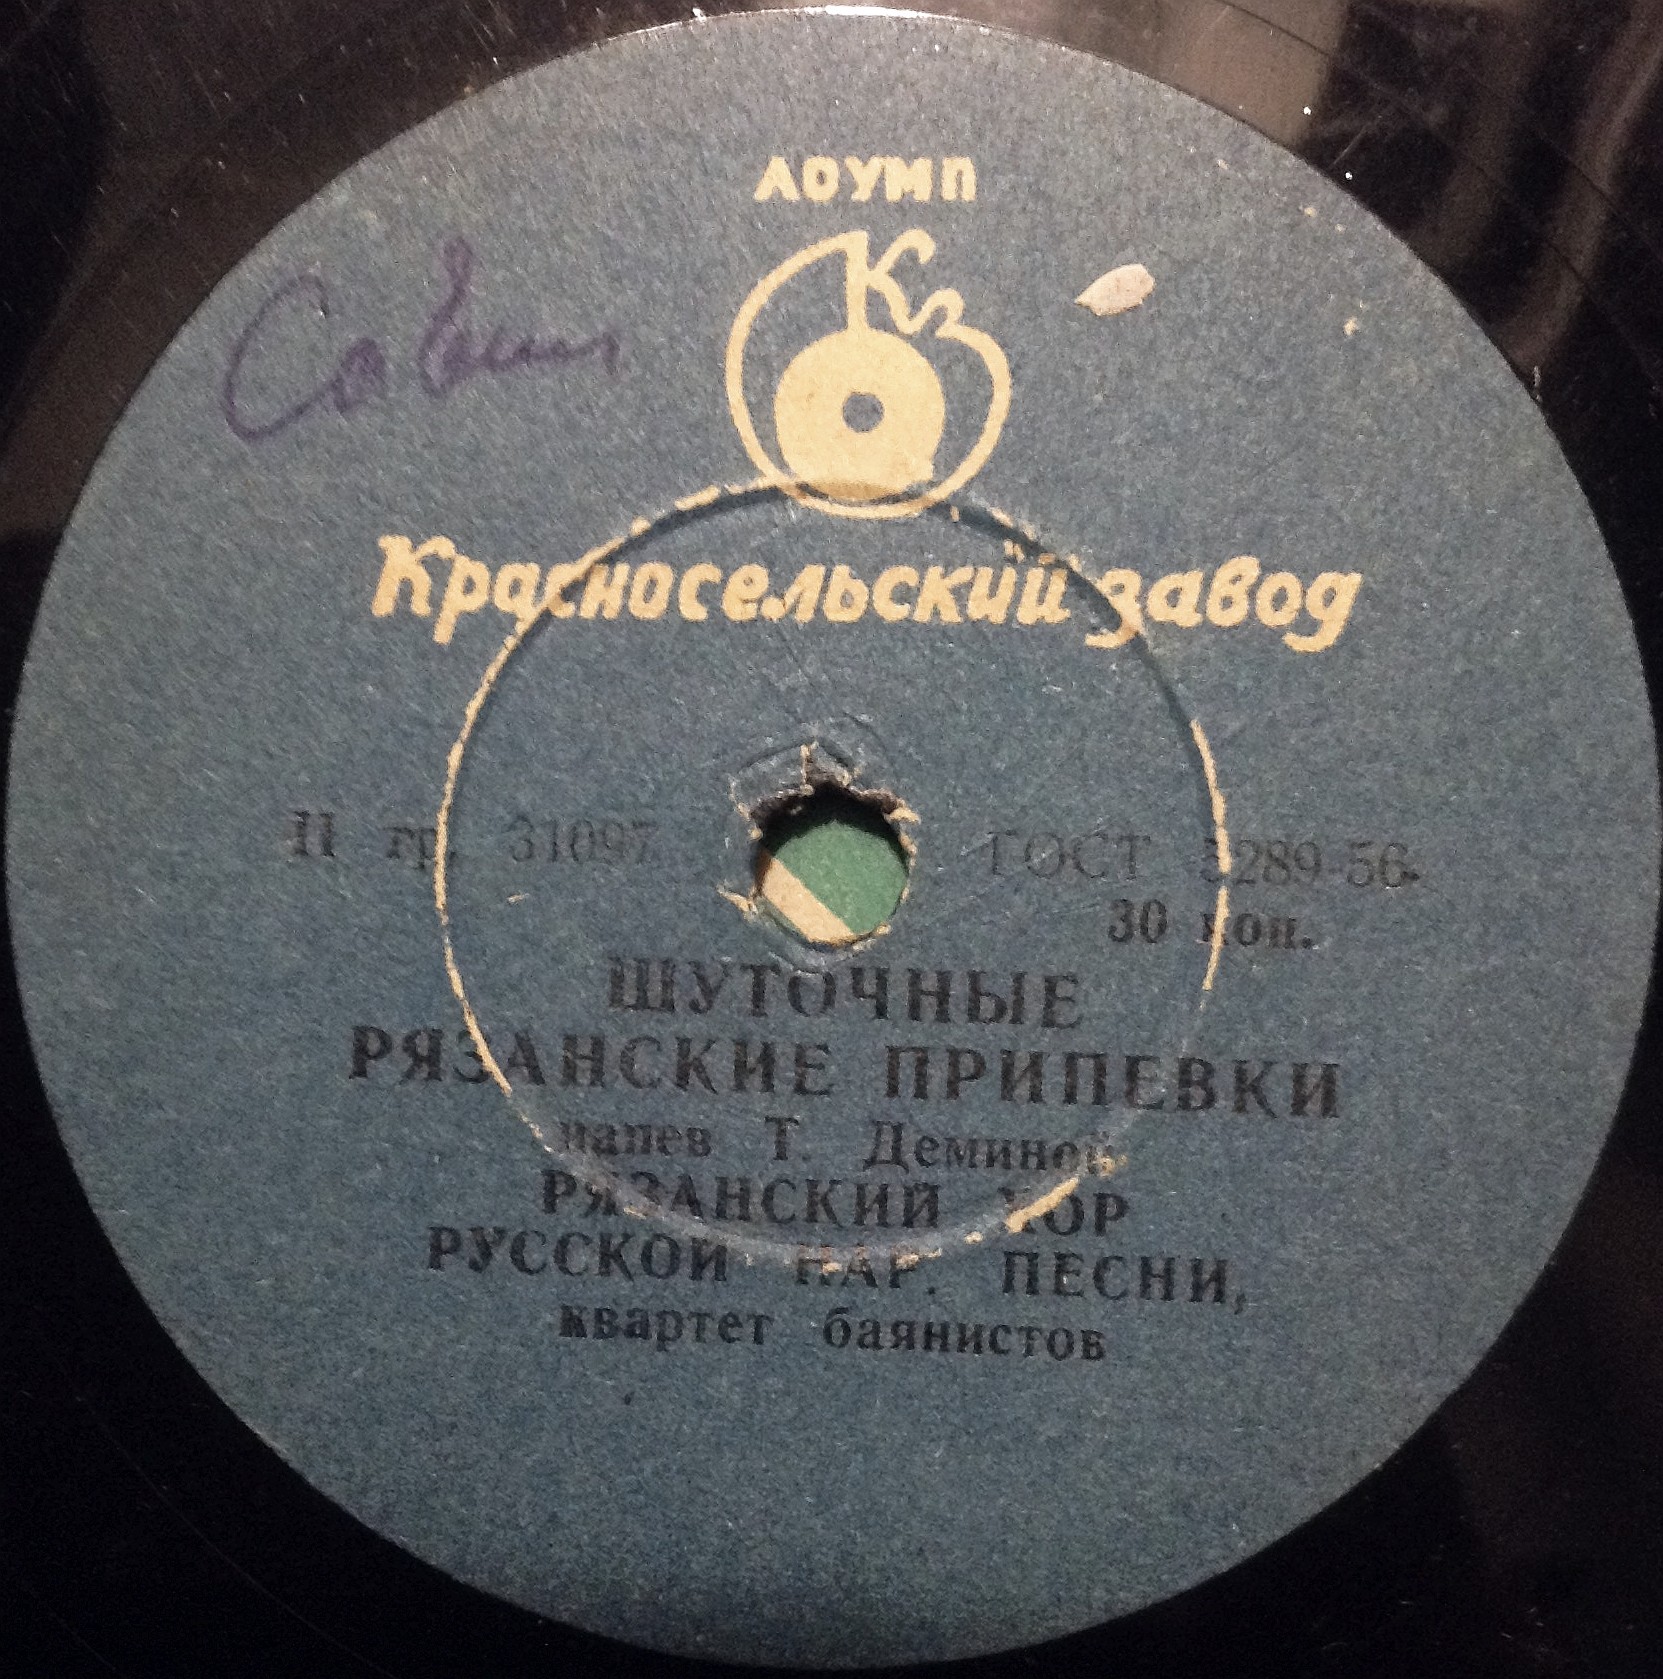 ЛОУМП
Кз
Красносельский завод
II гр. 31097 ГОСТ 5289-56
30 коп.
ШУТОЧНЫЕ
РЯЗАНСКИЕ ПРИПЕВКИ
напев Т. Деминой
РЯЗАНСКИЙ ХОР
РУССКОЙ НАР. ПЕСНИ,
квартет баянистов